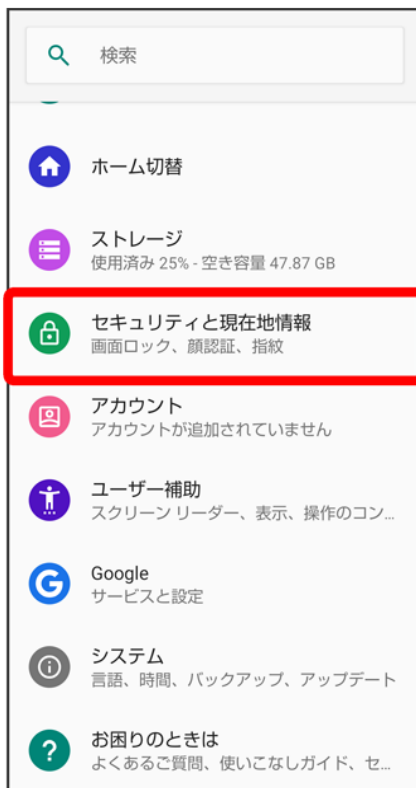 検索
ホーム切替
ストレージ
使用済み 25% - 空き容量 47.87 GB
セキュリティと現在地情報
画面ロック、顔認証、指紋
アカウント
アカウントが追加されていません
ユーザー補助
スクリーン リーダー、表示、操作のコン...
Google
サービスと設定
システム
言語、時間、バックアップ、アップデート
お困りのときは
よくあるご質問、使いこなしガイド、セ...